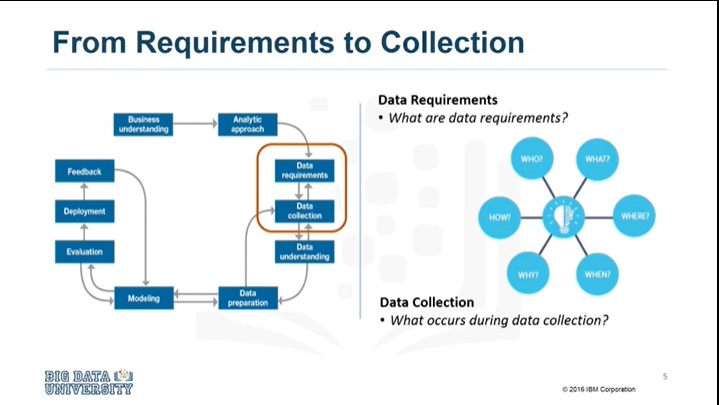 From Requirements to Collection
Business
understanding
Analytic
approach
Data
requirements
Data
collection
Data
understanding
Data
preparation
Modeling
Evaluation
Deployment
Feedback
Data Requirements
• What are data requirements?
WHO?
WHAT?
HOW?
WHERE?
WHY?
WHEN?
Data Collection
• What occurs during data collection?
BIG DATA
UNIVERSITY
5
© 2016 IBM Corporation